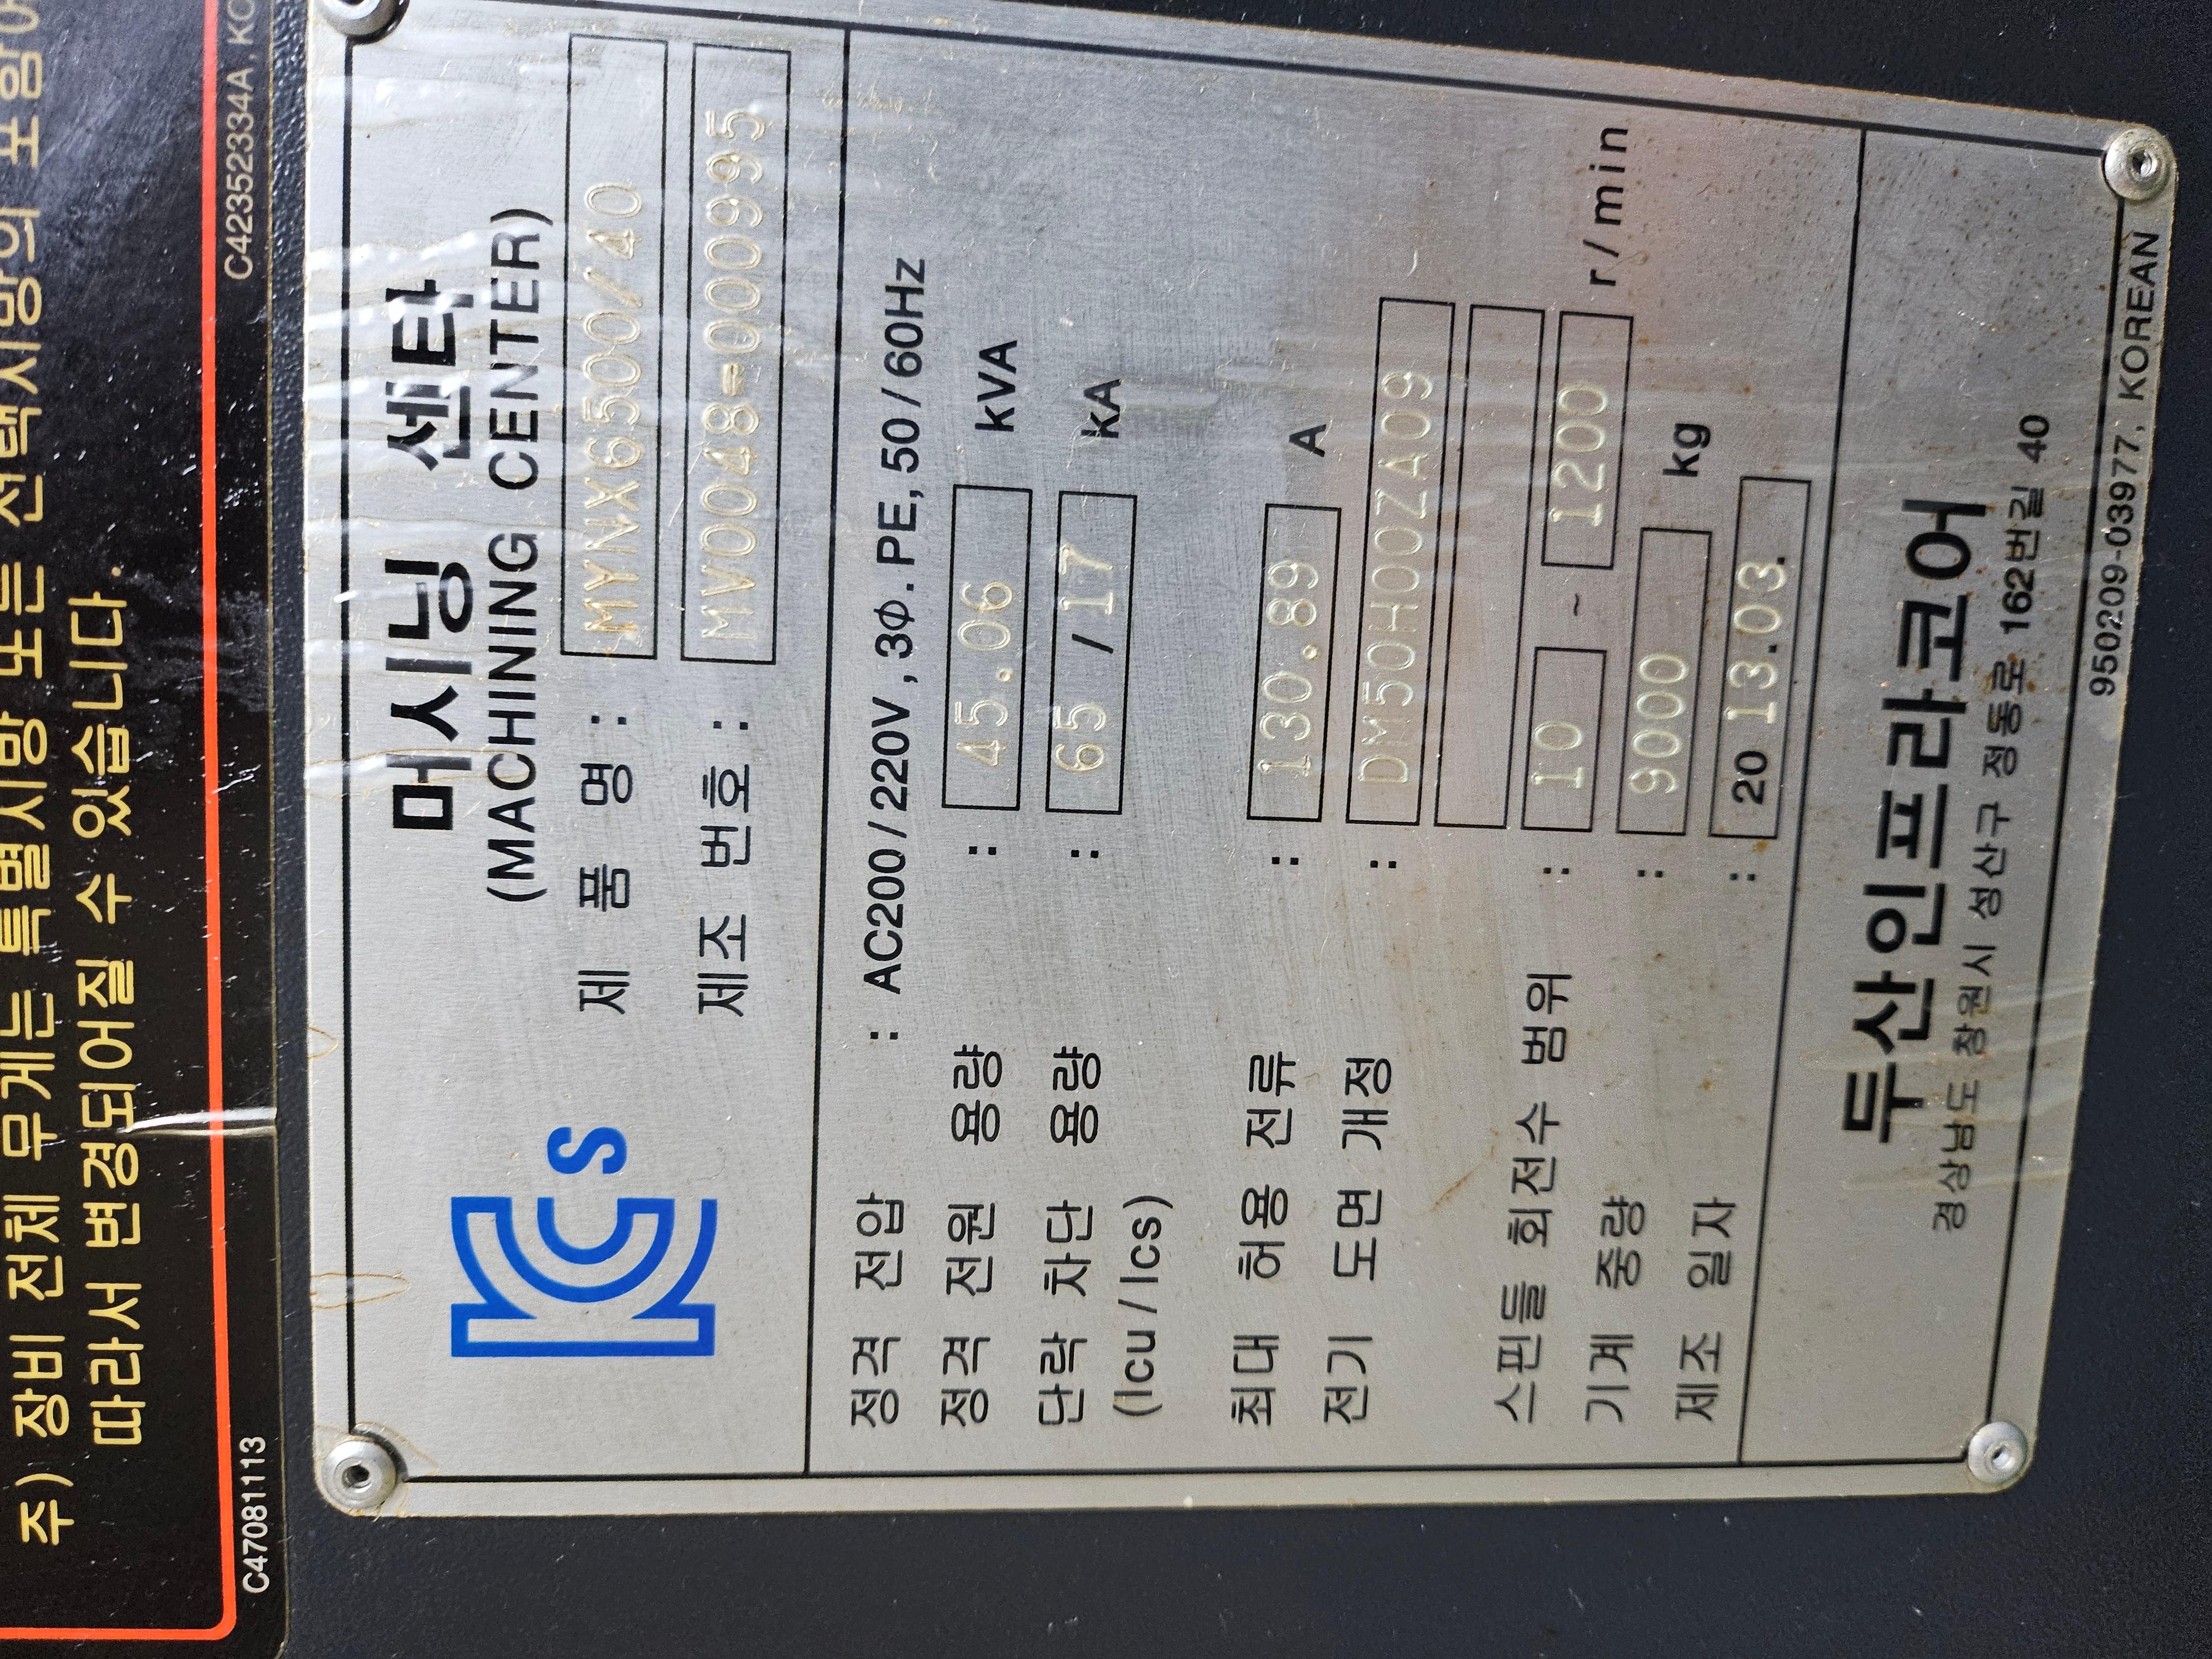 주) 장비 전체 무게는 특별사양 또는 선택사양의 포함여
따라서 변경되어질 수 있습니다.
C47081113
C42352334A, KO
KCs
머시닝 센타
(MACHINING CENTER)
제 품 명 : MYNX6500/40
제조 번호 : MV0048-000995
정격 전압 : AC200/220V, 3Φ. PE, 50/60Hz
정격 전원 용량 : 45.06 kVA
단락 차단 용량 : 65 / 17 kA
(Icu/Ics)
최대 허용 전류 : 130.89 A
전기 도면 개정 : DM50H00ZA09
스핀들 회전수 범위 : 10 ~ 1200 r/min
기계 중량 : 9000 kg
제조 일자 : 20 13.03.
두산인프라코어
경상남도 창원시 성산구 정동로 162번길 40
950209-03977, KOREAN